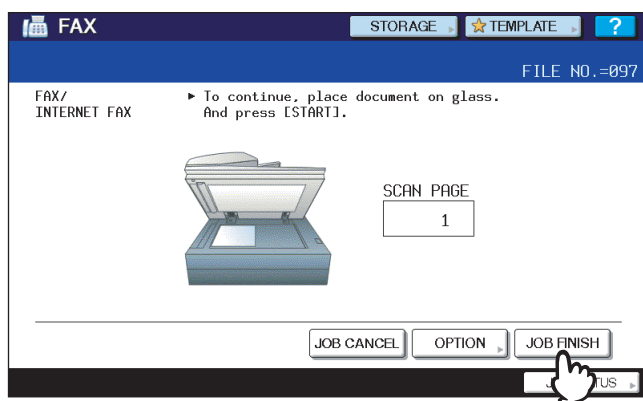 FAX
STORAGE
TEMPLATE
?
FILE NO.=097
FAX/
INTERNET FAX
► To continue, place document on glass.
And press [START].
SCAN PAGE
1
JOB CANCEL
OPTION
JOB FINISH